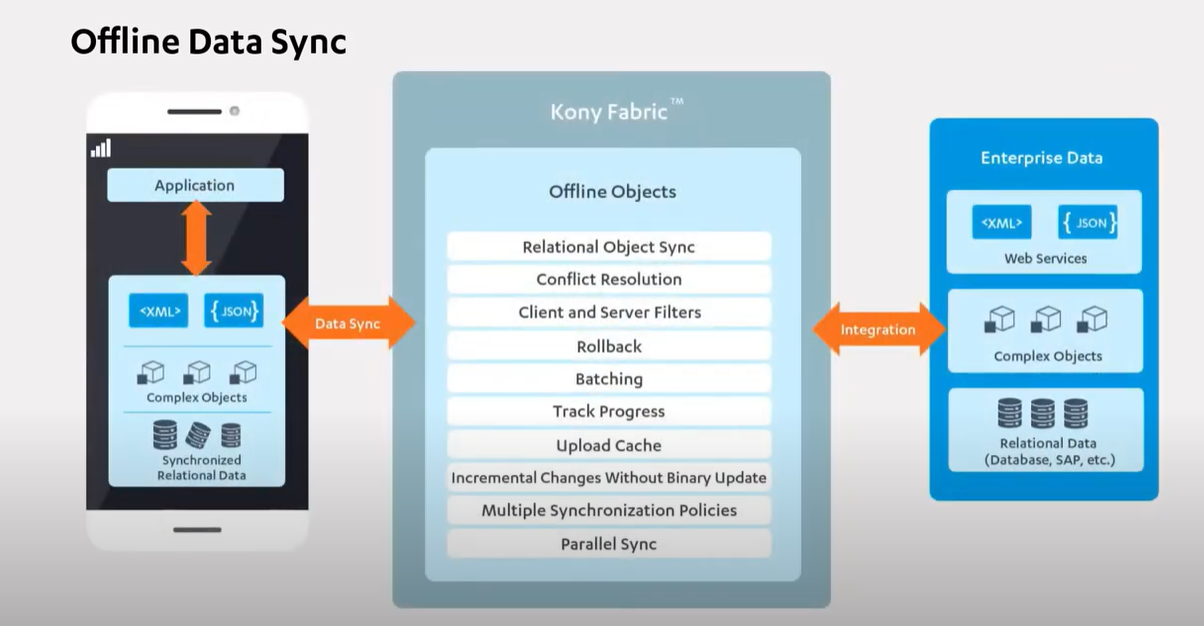 Offline Data Sync
Application
<XML>
{JSON}
Complex Objects
Synchronized
Relational Data
Data Sync
Kony Fabric™
Offline Objects
Relational Object Sync
Conflict Resolution
Client and Server Filters
Rollback
Batching
Track Progress
Upload Cache
Incremental Changes Without Binary Update
Multiple Synchronization Policies
Parallel Sync
Integration
Enterprise Data
<XML>
{ JSON }
Web Services
Complex Objects
Relational Data
(Database, SAP, etc.)